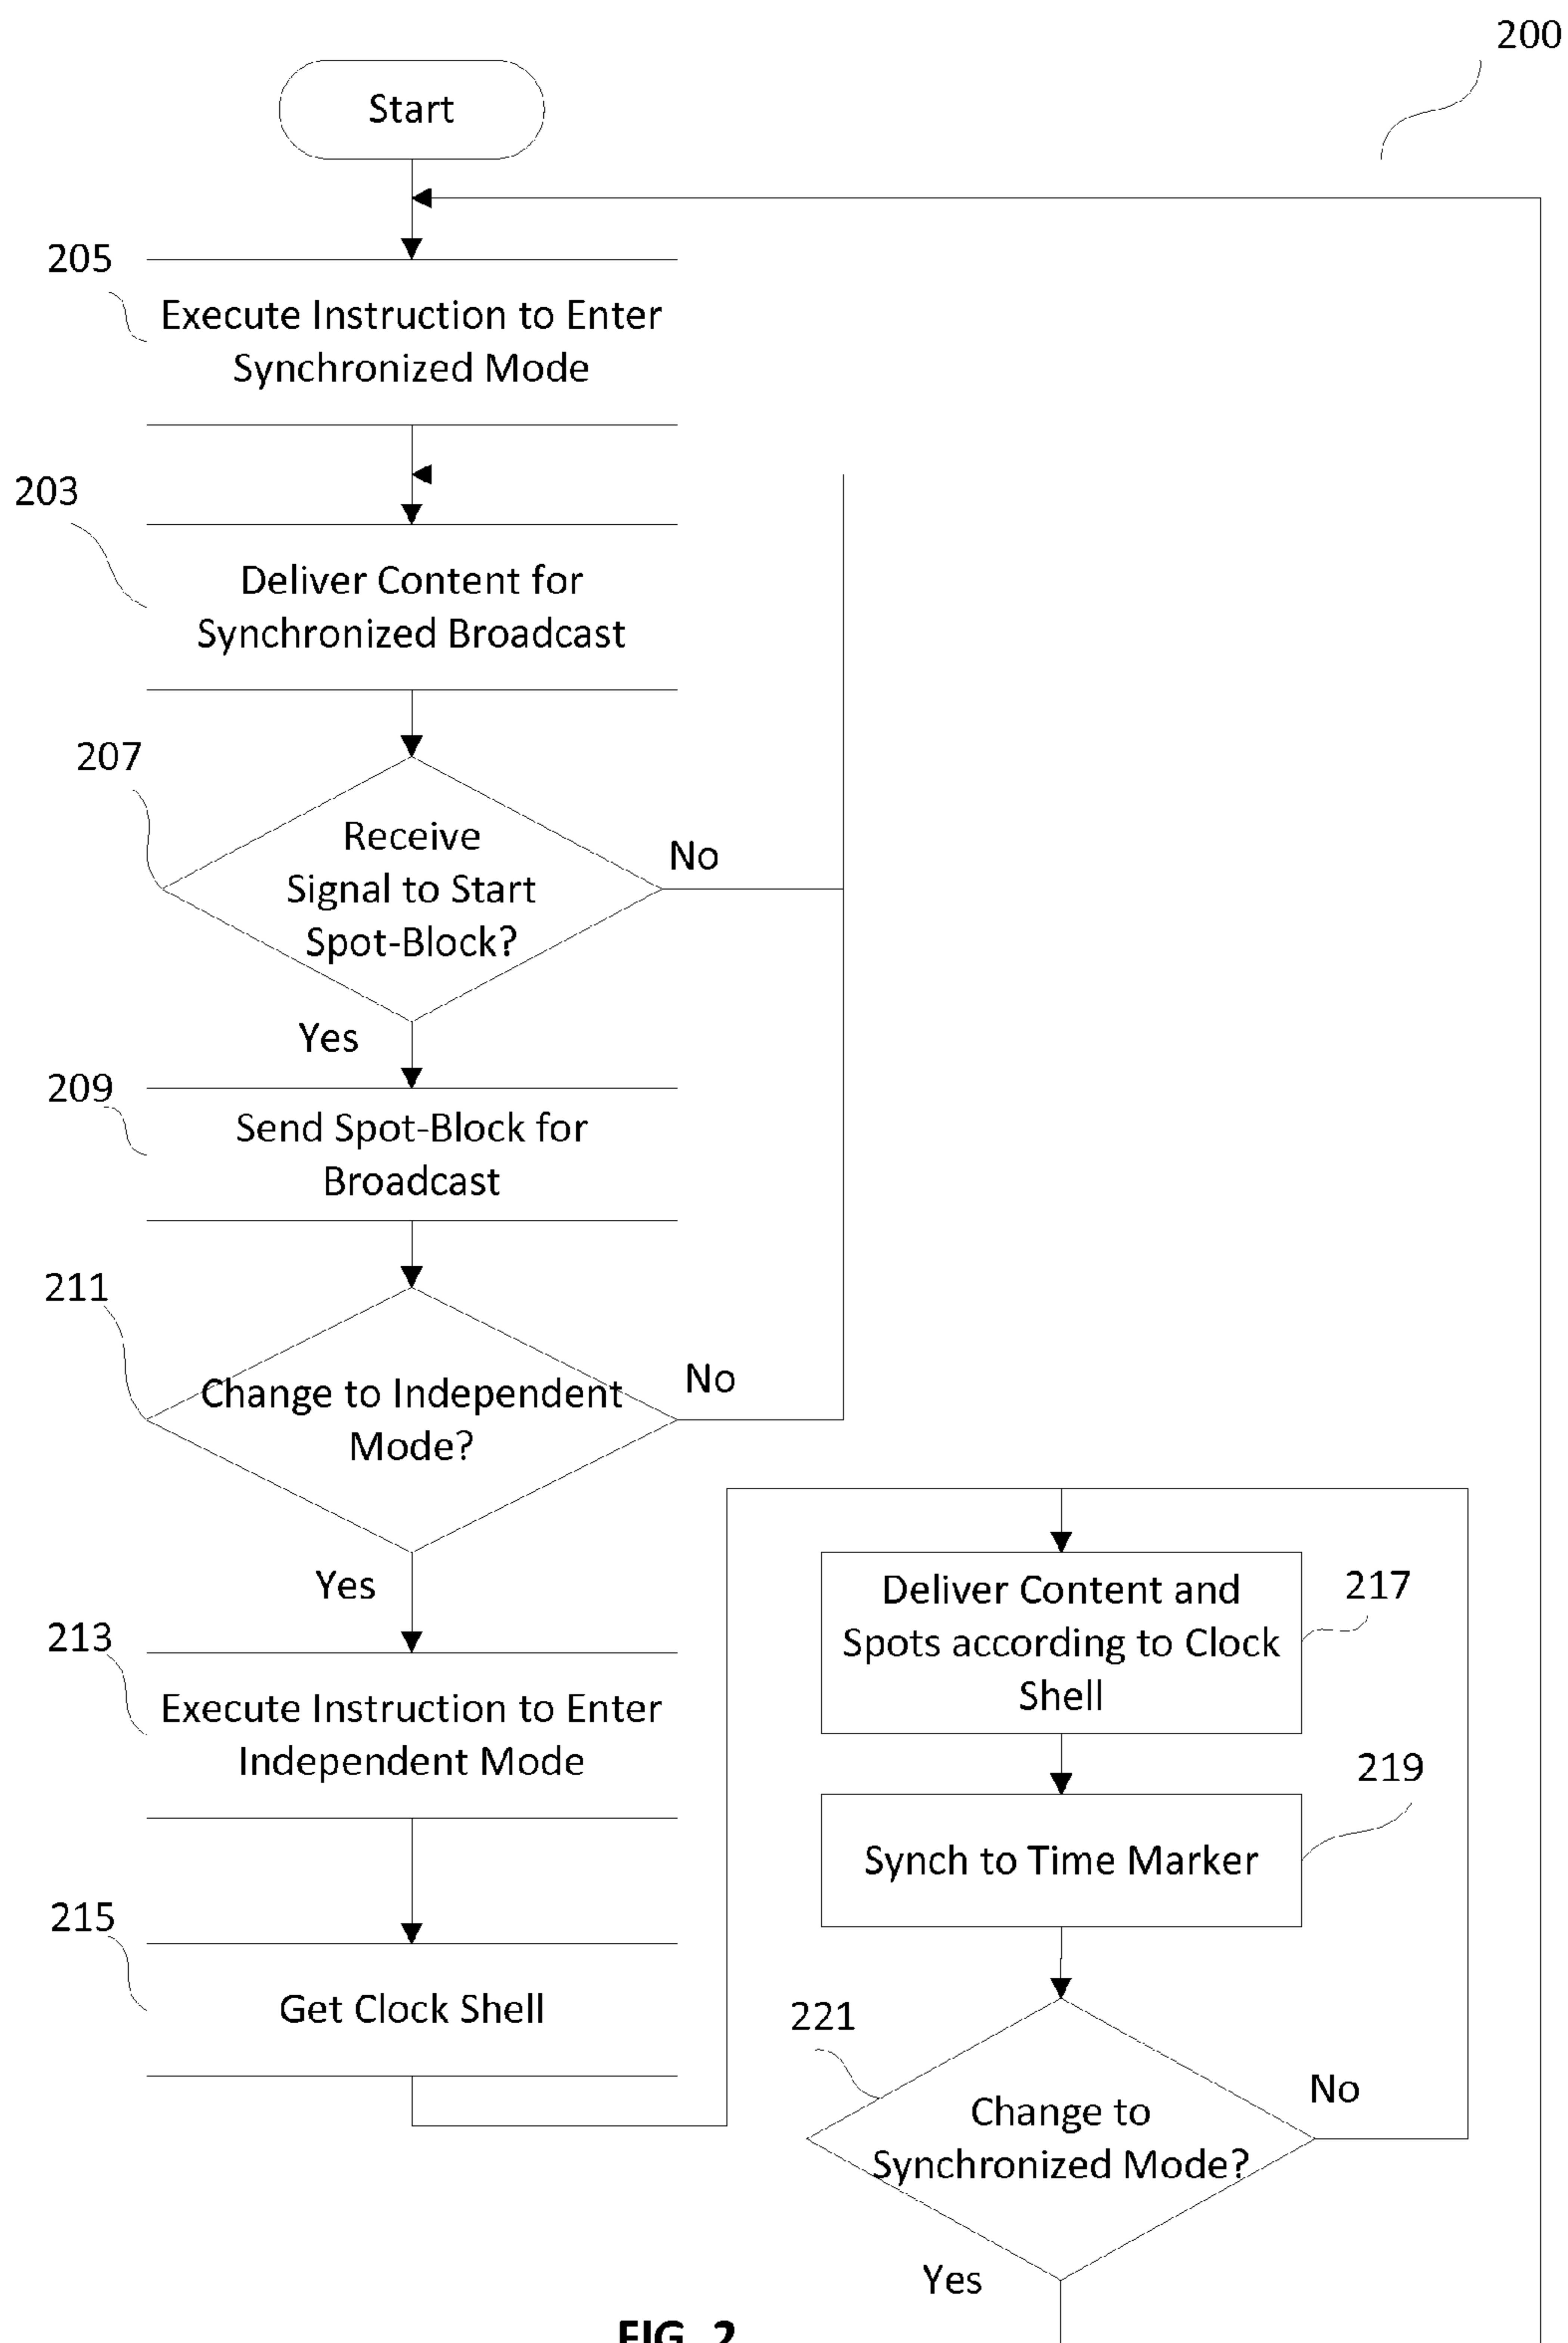 200
Start
205
Execute Instruction to Enter
Synchronized Mode
203
Deliver Content for
Synchronized Broadcast
207
Receive
Signal to Start
Spot-Block?
No
Yes
209
Send Spot-Block for
Broadcast
211
Change to Independent
Mode?
No
Yes
213
Execute Instruction to Enter
Independent Mode
215
Get Clock Shell
217
Deliver Content and
Spots according to Clock
Shell
219
Synch to Time Marker
221
Change to
Synchronized Mode?
No
Yes
FIG. 2